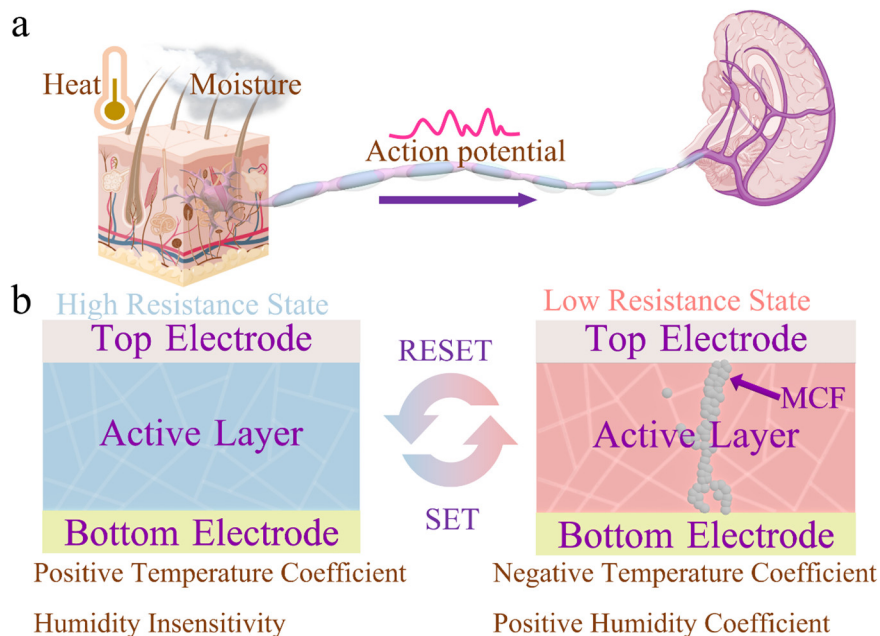 a
Heat
Moisture
Action potential
b
High Resistance State
Low Resistance State
Top Electrode
RESET
Top Electrode
MCF
Active Layer
Active Layer
SET
Bottom Electrode
Bottom Electrode
Positive Temperature Coefficient
Negative Temperature Coefficient
Humidity Insensitivity
Positive Humidity Coefficient